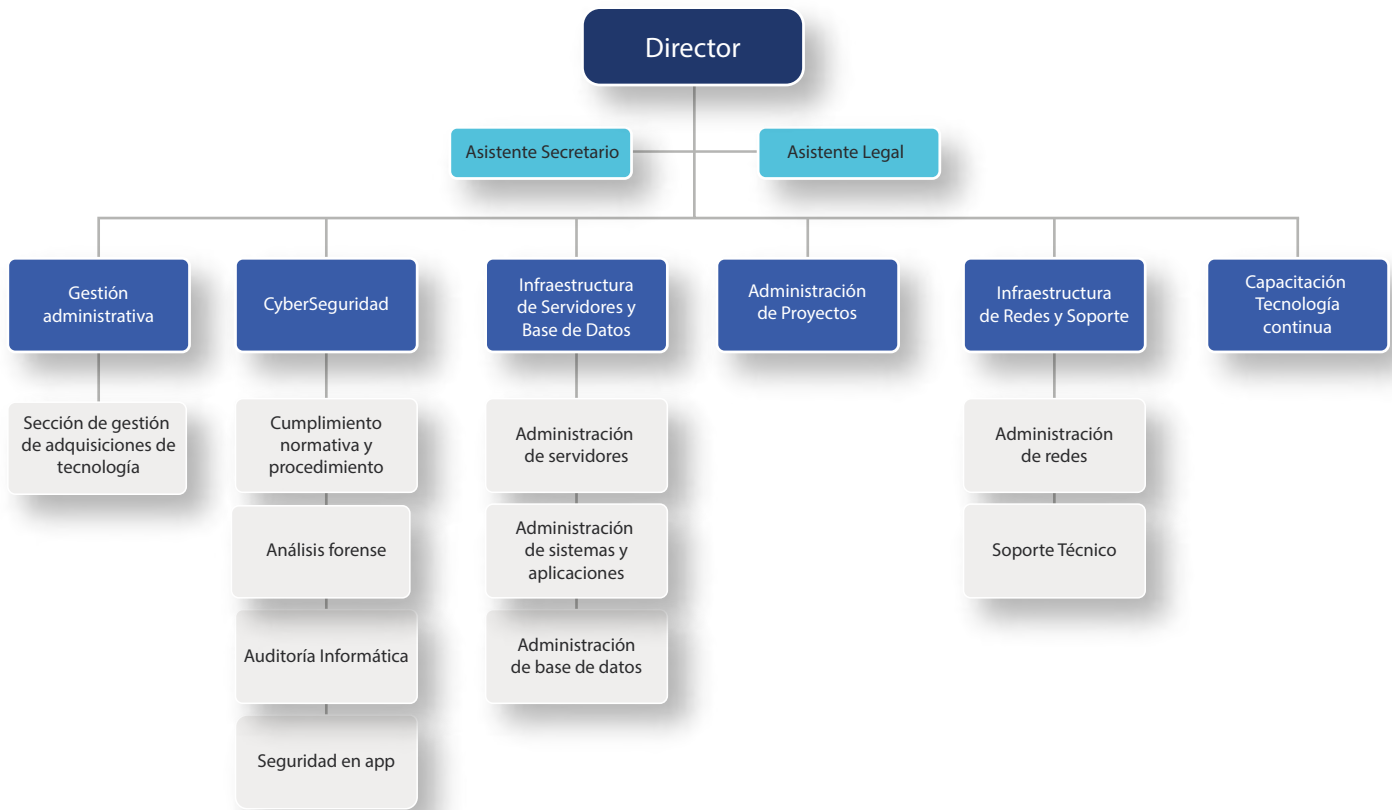 Director
Asistente Secretario
Asistente Legal
Gestión
administrativa
CyberSeguridad
Infraestructura
de Servidores y
Base de Datos
Administración
de Proyectos
Infraestructura
de Redes y Soporte
Capacitación
Tecnología
continua
Sección de gestión
de adquisiciones de
tecnología
Cumplimiento
normativa y
procedimiento
Administración
de servidores
Administración
de redes
Análisis forense
Administración
de sistemas y
aplicaciones
Soporte Técnico
Auditoría Informática
Administración
de base de datos
Seguridad en app